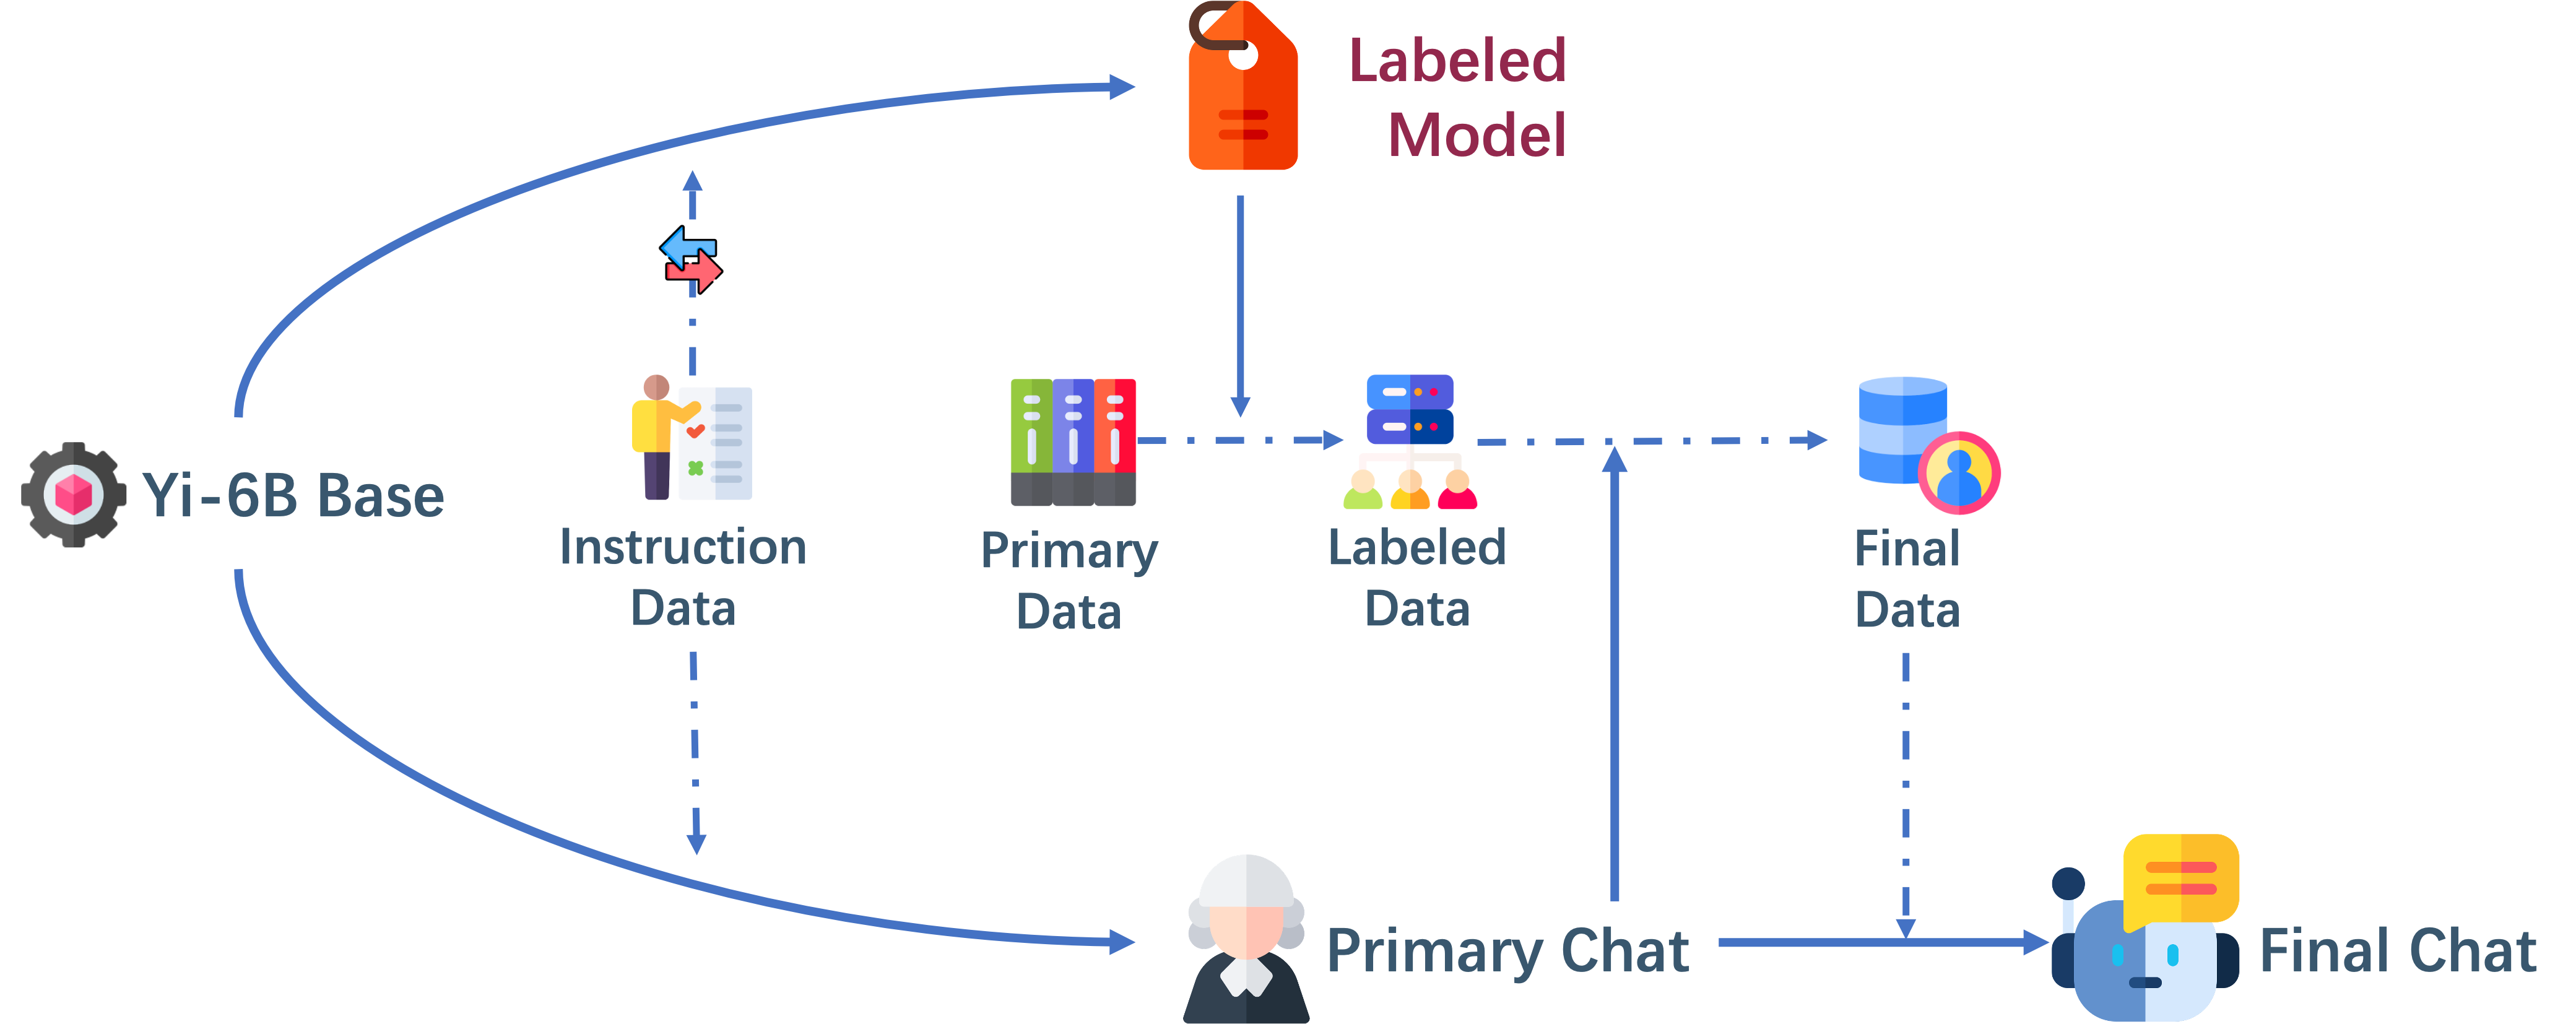 Labeled
Model
Yi-6B Base
Instruction
Data
Primary
Data
Labeled
Data
Final
Data
Primary Chat
Final Chat